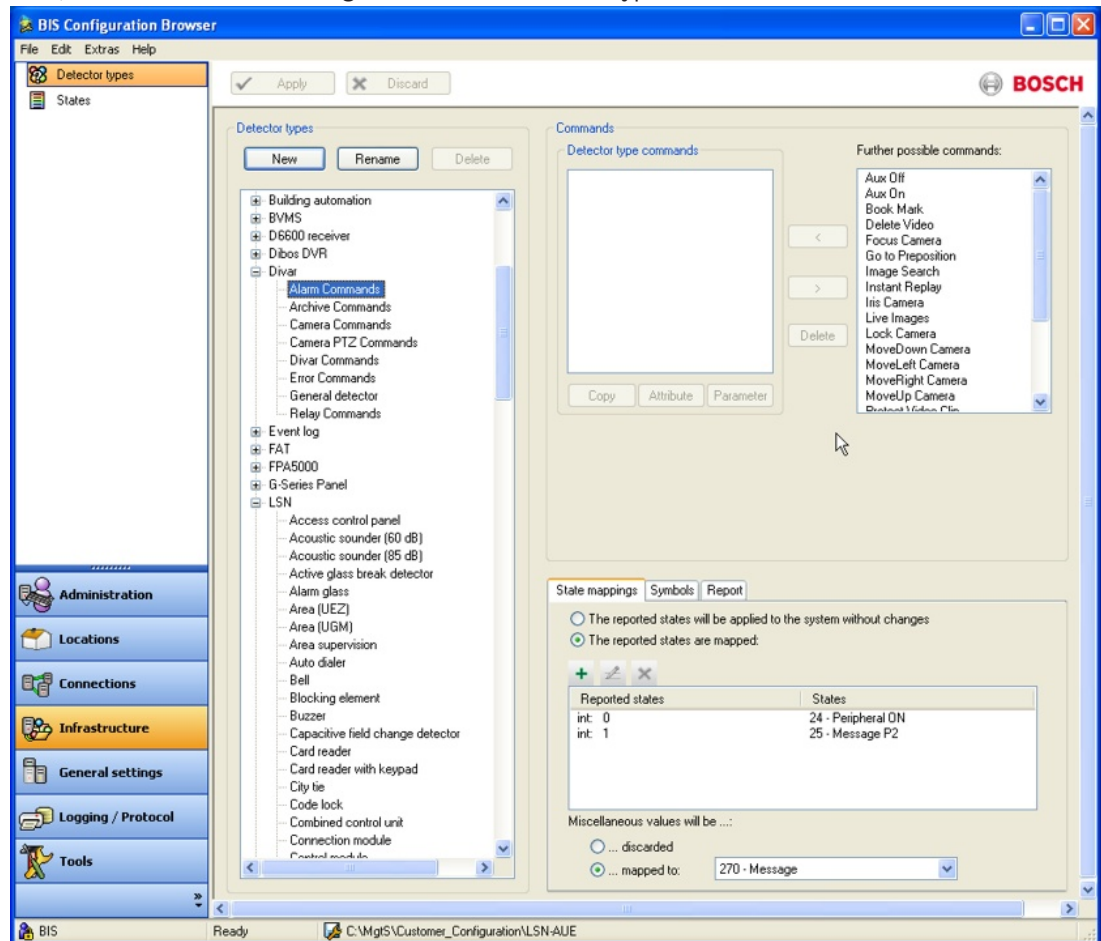 BIS Configuration Browser
File Edit Extras Help
Detector types
States
Apply
Discard
BOSCH
Detector types
New
Rename
Delete
Building automation
BVMS
D6600 receiver
Dibos DVR
Divar
Alarm Commands
Archive Commands
Camera Commands
Camera PTZ Commands
Divar Commands
Error Commands
General detector
Relay Commands
Event log
FAT
FPA5000
G-Series Panel
LSN
Access control panel
Acoustic sounder (60 dB)
Acoustic sounder (85 dB)
Active glass break detector
Alarm glass
Area (UEZ)
Area (UGM)
Area supervision
Auto dialer
Bell
Blocking element
Buzzer
Capacitive field change detector
Card reader
Card reader with keypad
City tie
Code lock
Combined control unit
Connection module
Control module
Commands
Detector type commands
<
>
Delete
Copy
Attribute
Parameter
Further possible commands:
Aux Off
Aux On
Book Mark
Delete Video
Focus Camera
Go to Preposition
Image Search
Instant Replay
Iris Camera
Live Images
Lock Camera
MoveDown Camera
MoveLeft Camera
MoveRight Camera
MoveUp Camera
Protect Video Clip
State mappings
Symbols
Report
The reported states will be applied to the system without changes
The reported states are mapped:
Reported states States
int: 0 24 - Peripheral ON
int: 1 25 - Message P2
Miscellaneous values will be ...:
... discarded
... mapped to: 270 - Message
Administration
Locations
Connections
Infrastructure
General settings
Logging / Protocol
Tools
»
BIS
Ready
C:\MgtS\Customer_Configuration\LSN-AUE